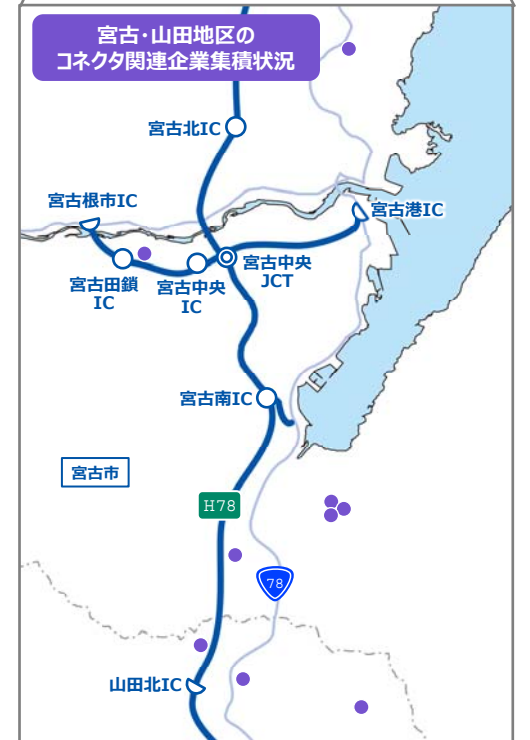 宮古・山田地区の
コネクタ関連企業集積状況
宮古北IC
宮古根市IC
宮古港IC
宮古田鎖
IC
宮古中央
IC
宮古中央
JCT
宮古南IC
宮古市
H78
78
山田北IC